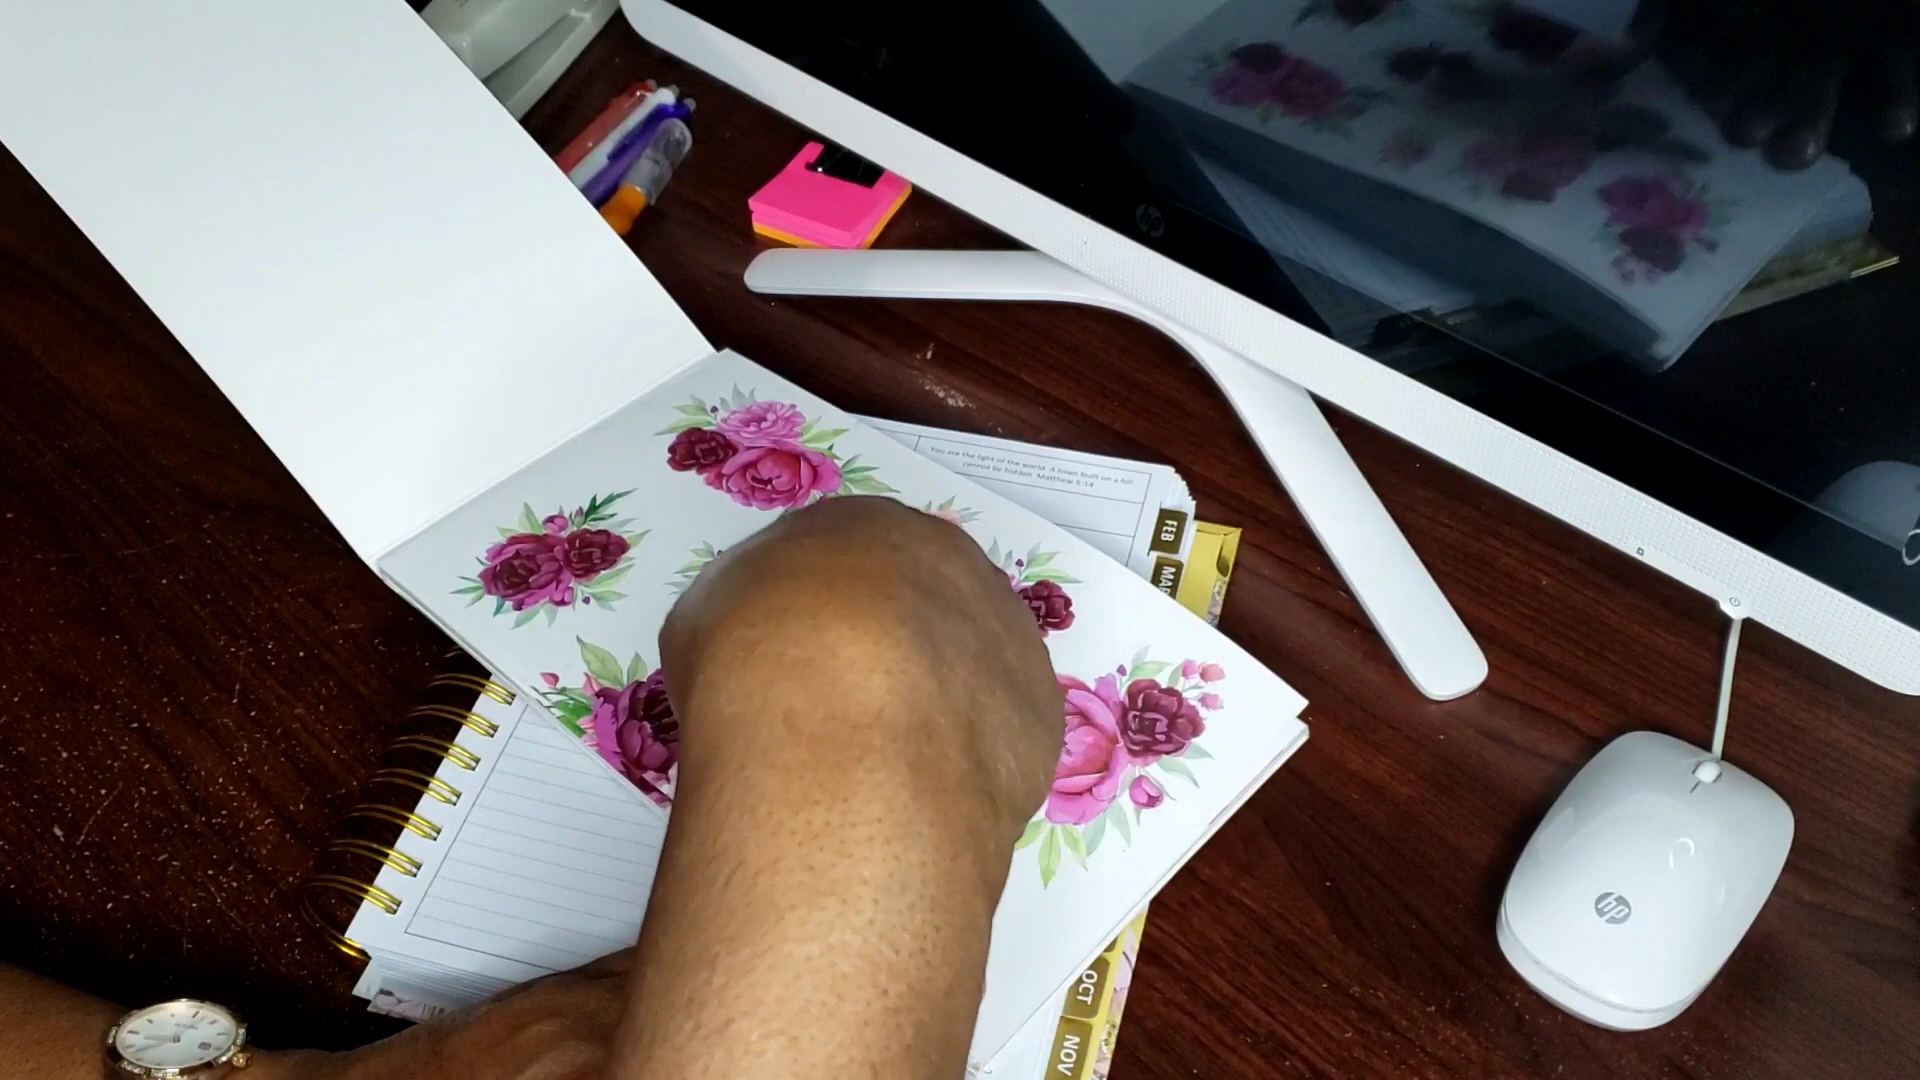 You are the light of the world. A town built on a hill
cannot be hidden. Matthew 5:14
FEB
MAR
OCT
NOV
hp
hp